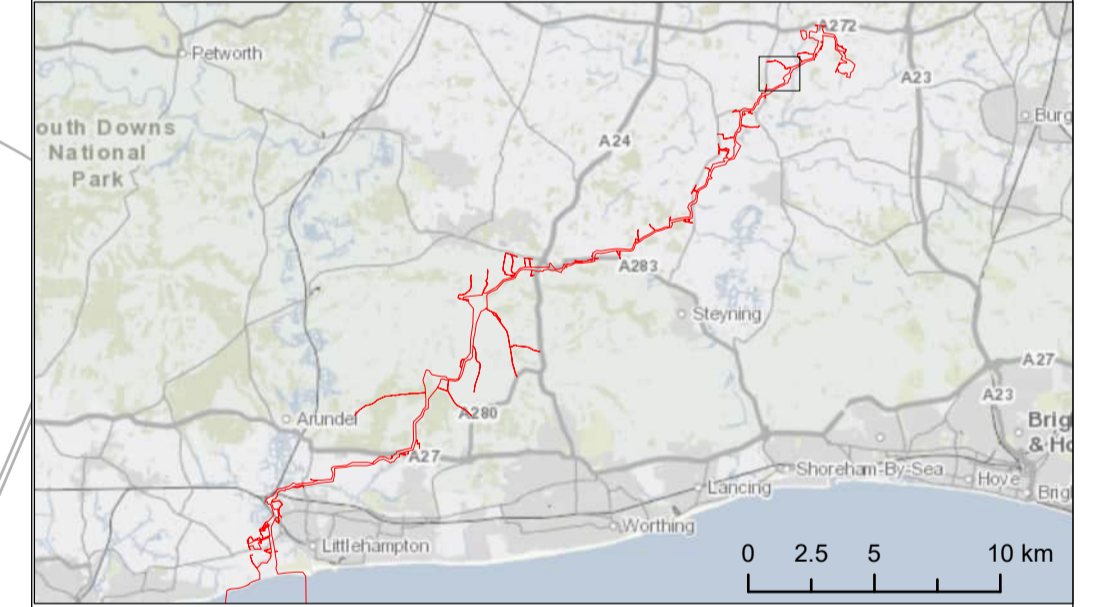 A272
Petworth
A23
Burg
outh Downs
National
Park
A24
A283
Steyning
A27
A23
Arundel
A280
Brig
& Ho
A27
Shoreham-By-Sea
Hove
Lancing
Brig
Worthing
Littlehampton
0 2.5 5 10 km